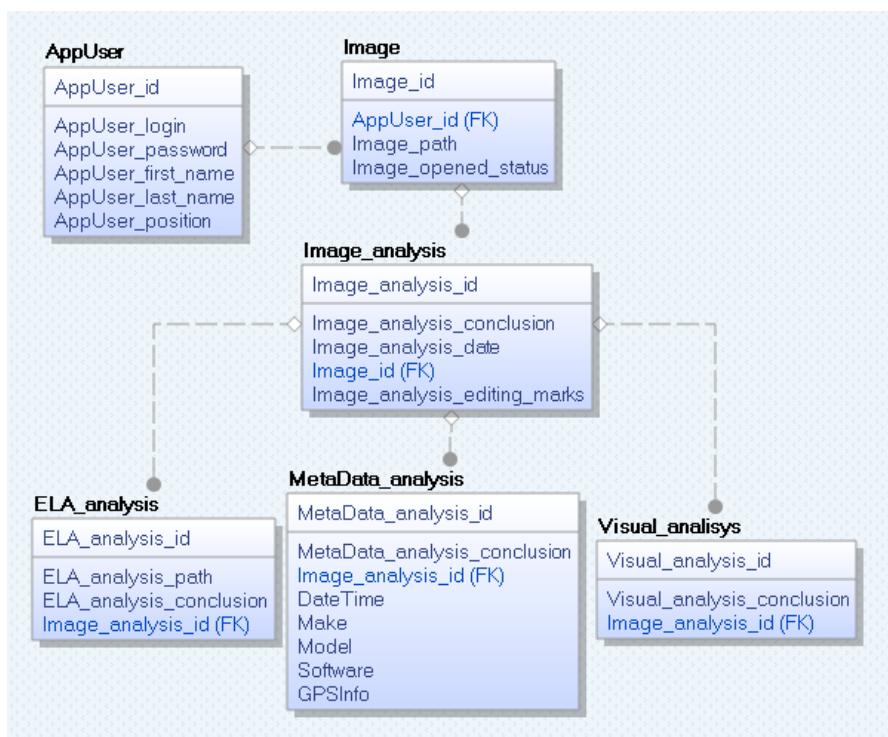 AppUser
AppUser_id
AppUser_login
AppUser_password
AppUser_first_name
AppUser_last_name
AppUser_position
Image
Image_id
AppUser_id (FK)
Image_path
Image_opened_status
Image_analysis
Image_analysis_id
Image_analysis_conclusion
Image_analysis_date
Image_id (FK)
Image_analysis_editing_marks
ELA_analysis
ELA_analysis_id
ELA_analysis_path
ELA_analysis_conclusion
Image_analysis_id (FK)
MetaData_analysis
MetaData_analysis_id
MetaData_analysis_conclusion
Image_analysis_id (FK)
DateTime
Make
Model
Software
GPSInfo
Visual_analisys
Visual_analysis_id
Visual_analysis_conclusion
Image_analysis_id (FK)